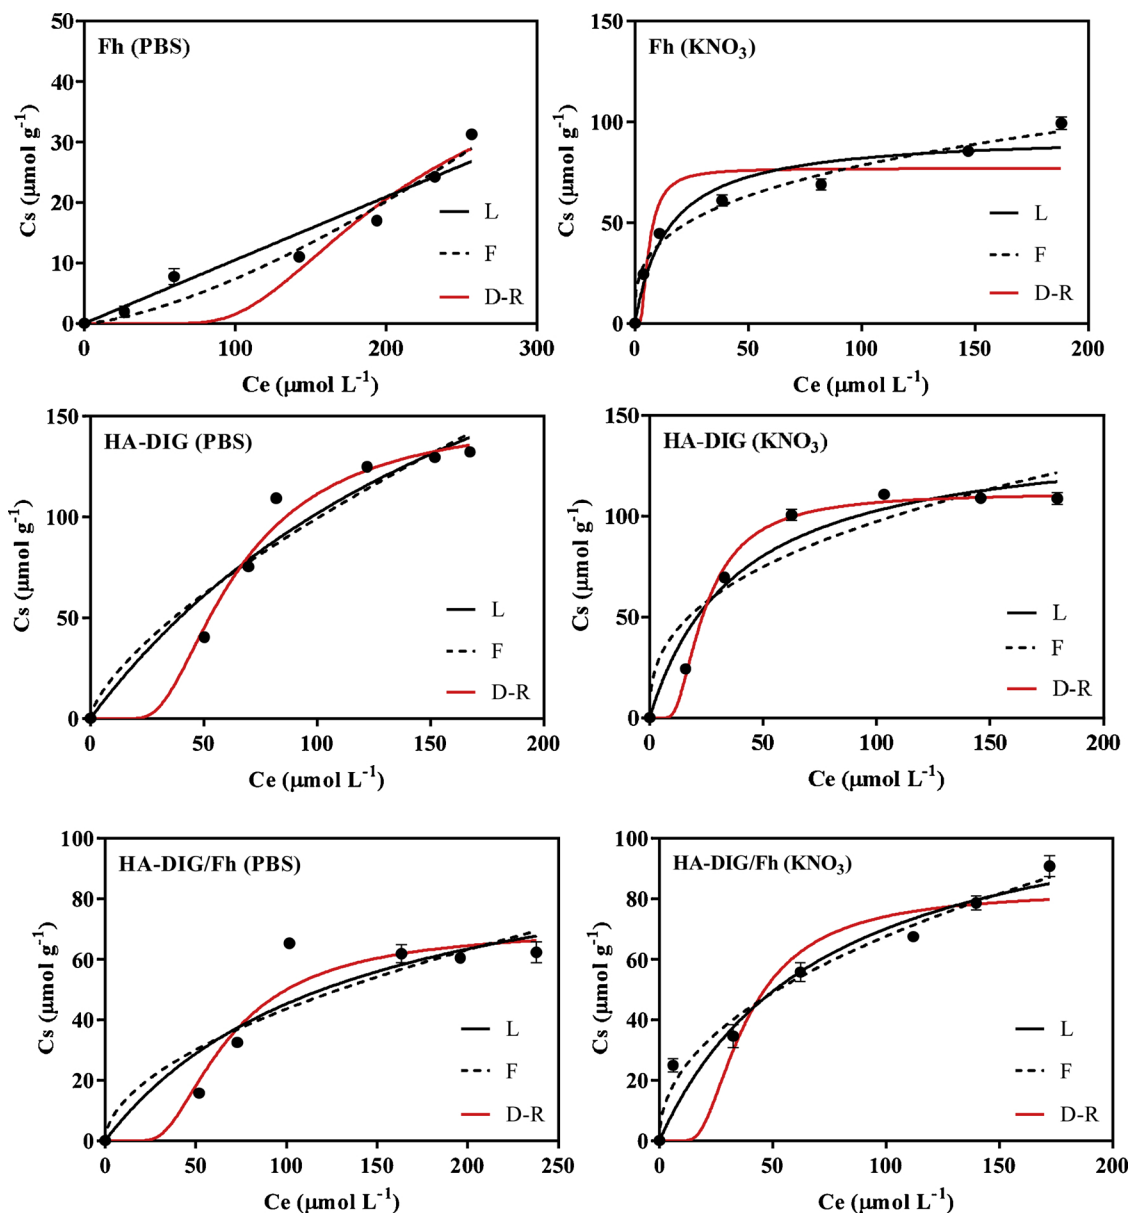 Fh (PBS)
50
40
30
20
10
0
Cs (µmol g⁻¹)
L
F
D-R
0 100 200 300
Ce (µmol L⁻¹)
Fh (KNO₃)
150
100
50
0
Cs (µmol g⁻¹)
L
F
D-R
0 50 100 150 200
Ce (µmol L⁻¹)
HA-DIG (PBS)
150
100
50
0
Cs (µmol g⁻¹)
L
F
D-R
0 50 100 150 200
Ce (µmol L⁻¹)
HA-DIG (KNO₃)
150
100
50
0
Cs (µmol g⁻¹)
L
F
D-R
0 50 100 150 200
Ce (µmol L⁻¹)
HA-DIG/Fh (PBS)
100
80
60
40
20
0
Cs (µmol g⁻¹)
L
F
D-R
0 50 100 150 200 250
Ce (µmol L⁻¹)
HA-DIG/Fh (KNO₃)
100
80
60
40
20
0
Cs (µmol g⁻¹)
L
F
D-R
0 50 100 150 200
Ce (µmol L⁻¹)